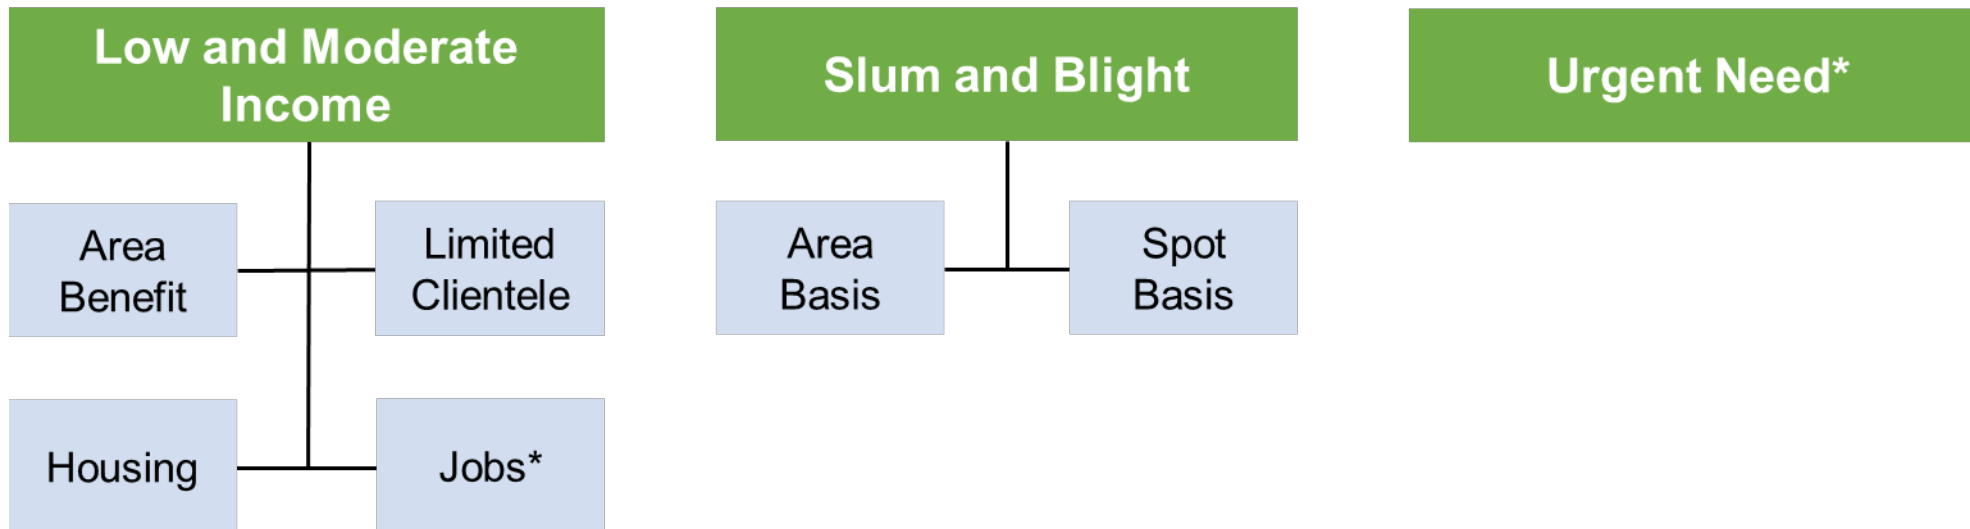 Low and Moderate
Income
Slum and Blight
Urgent Need*
Area
Benefit
Limited
Clientele
Area
Basis
Spot
Basis
Housing
Jobs*